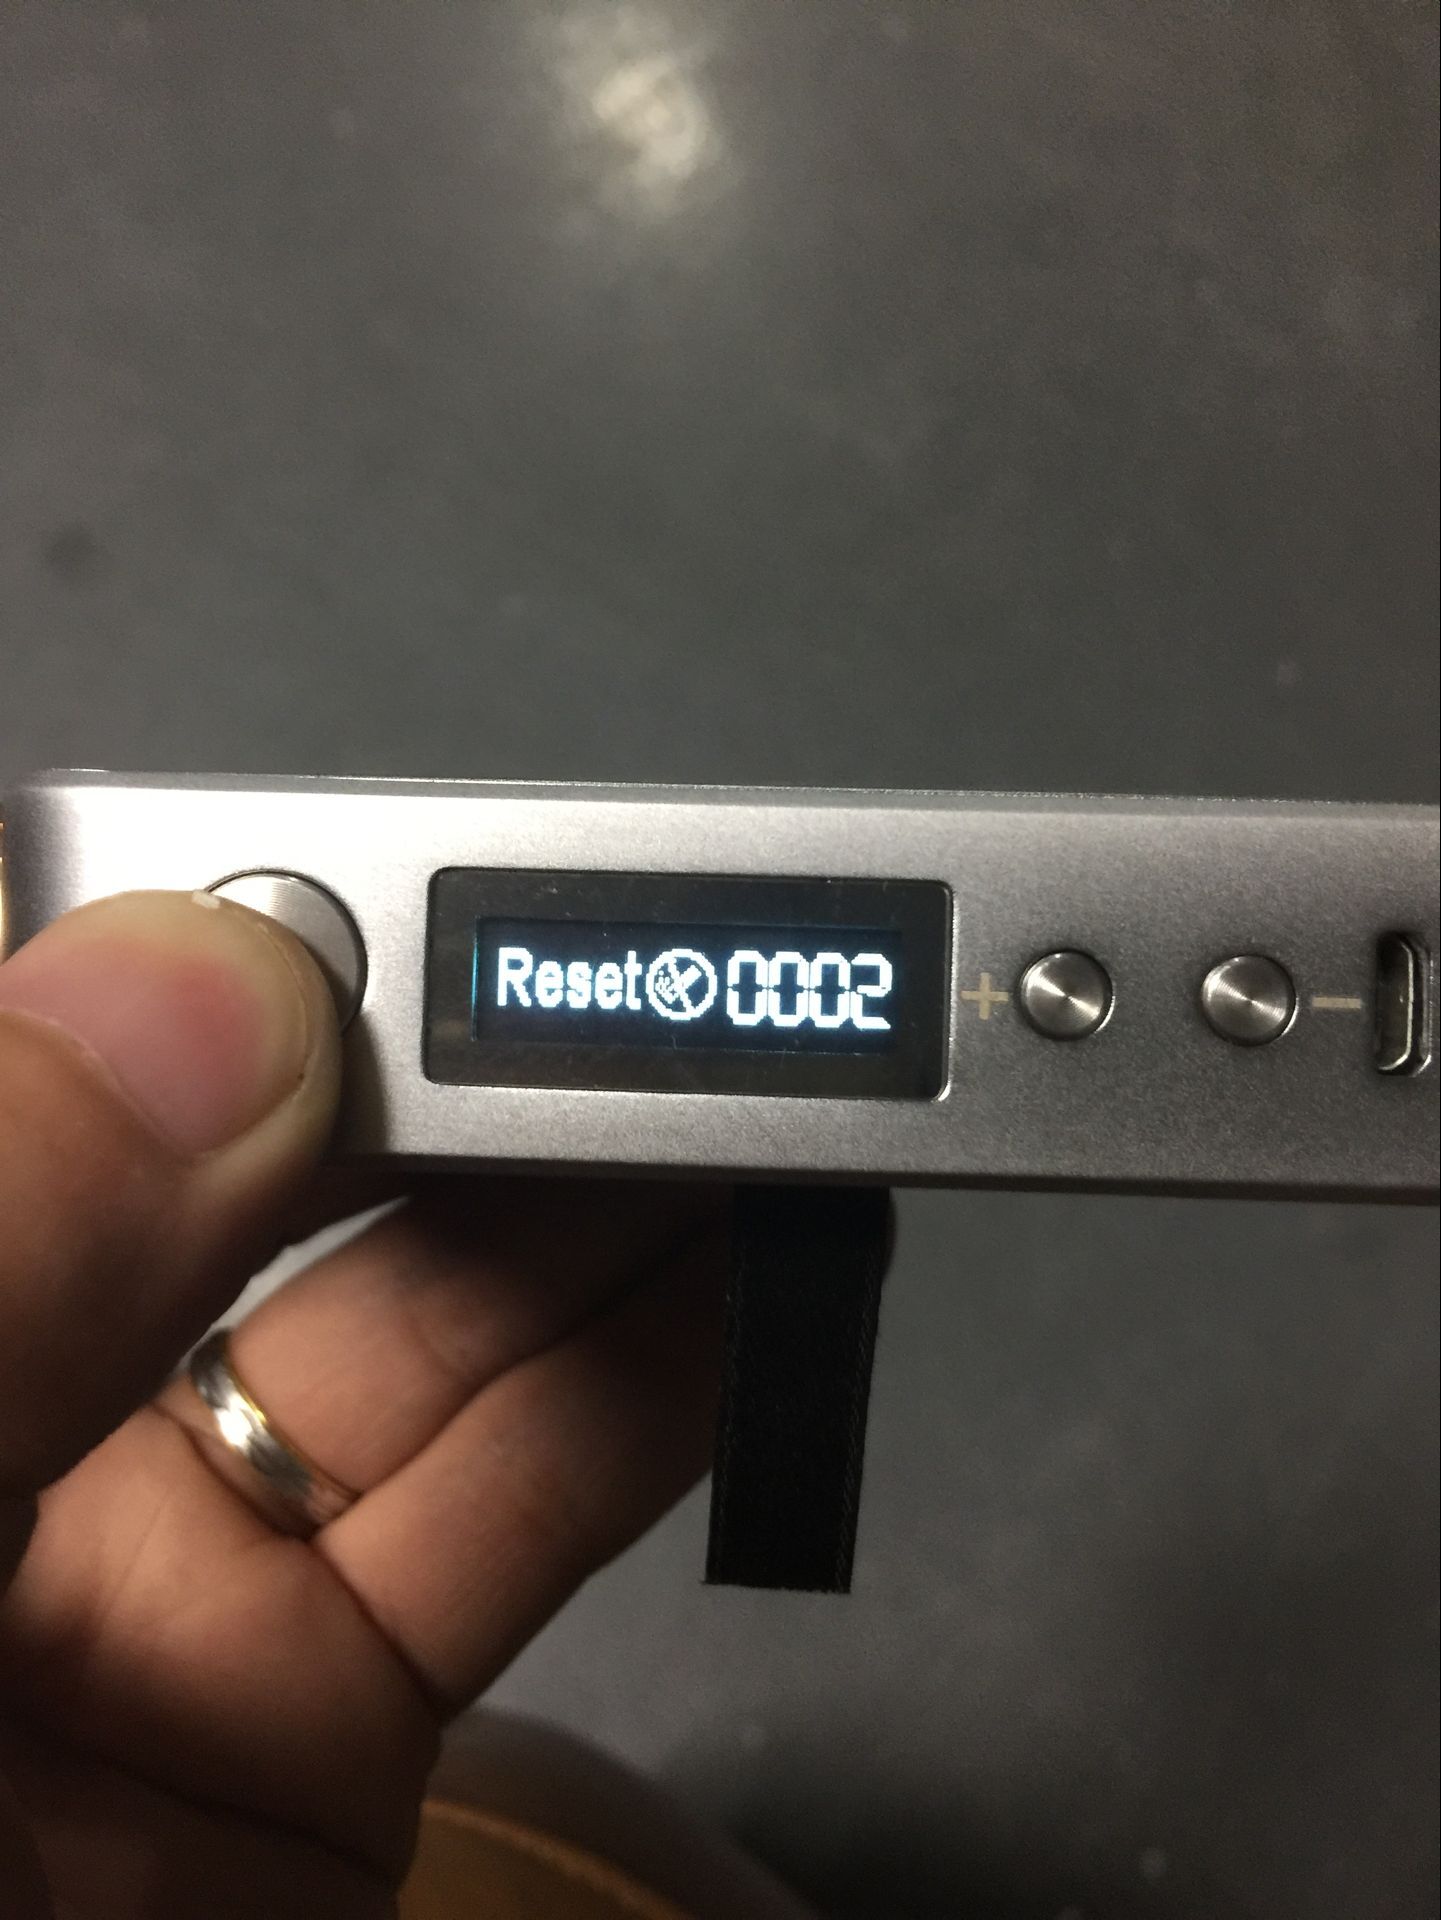 Reset 0002 + -